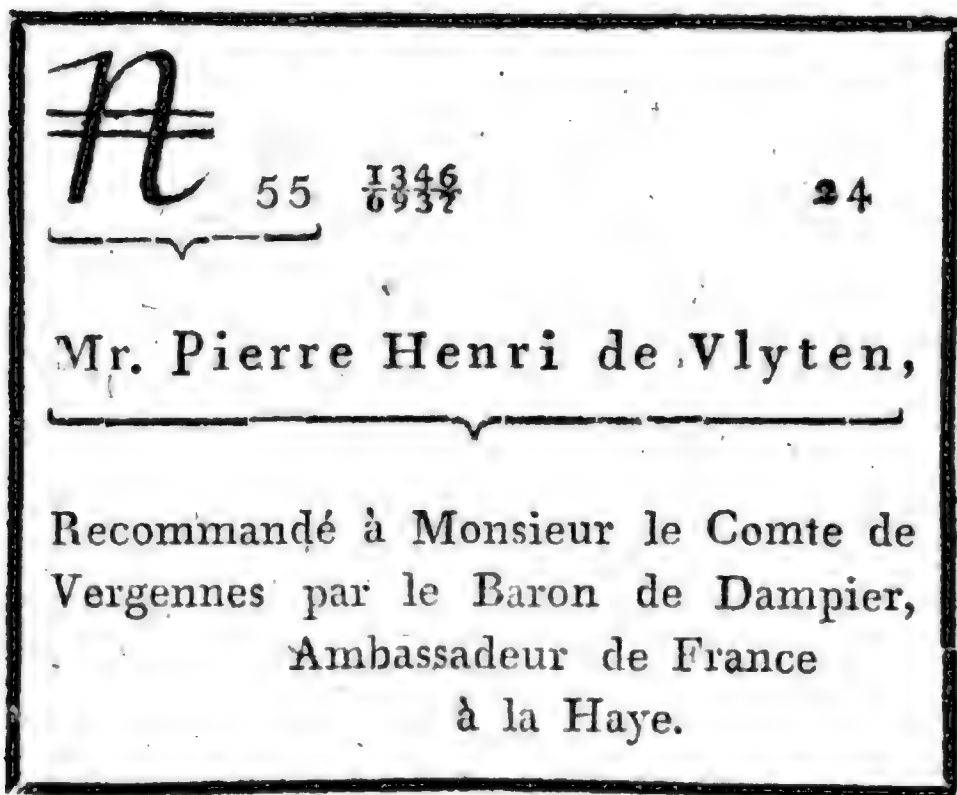 n 55 1346 24
6937
Mr. Pierre Henri de Vlyten,
Recommandé à Monsieur le Comte de
Vergennes par le Baron de Dampier,
Ambassadeur de France
à la Haye.